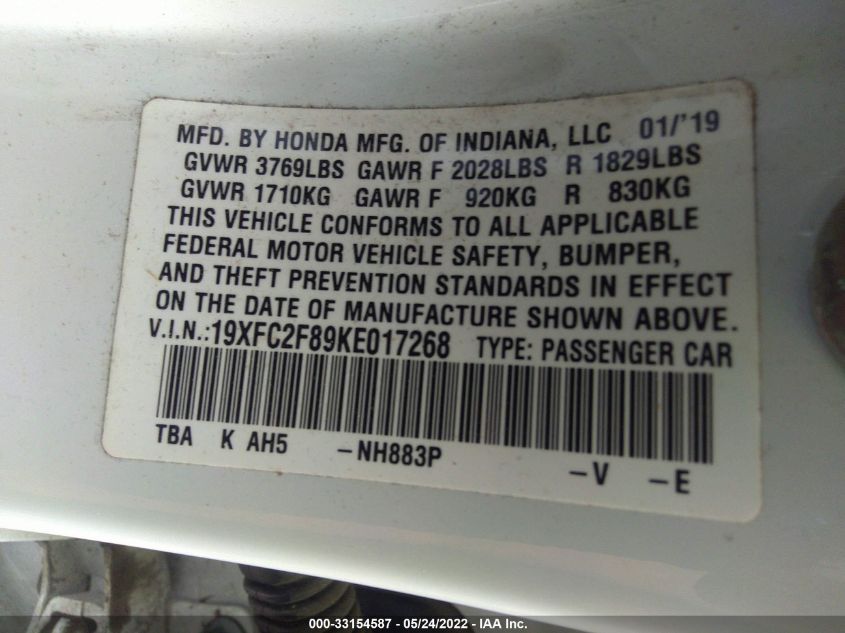 MFD. BY HONDA MFG. OF INDIANA, LLC 01/'19
GVWR 3769LBS GAWR F 2028LBS R 1829LBS
GVWR 1710KG GAWR F 920KG R 830KG
THIS VEHICLE CONFORMS TO ALL APPLICABLE
FEDERAL MOTOR VEHICLE SAFETY, BUMPER,
AND THEFT PREVENTION STANDARDS IN EFFECT
ON THE DATE OF MANUFACTURE SHOWN ABOVE.
V.I.N.:19XFC2F89KE017268 TYPE: PASSENGER CAR
TBA K AH5 –NH883P –V –E
000-33154587 - 05/24/2022 - IAA Inc.